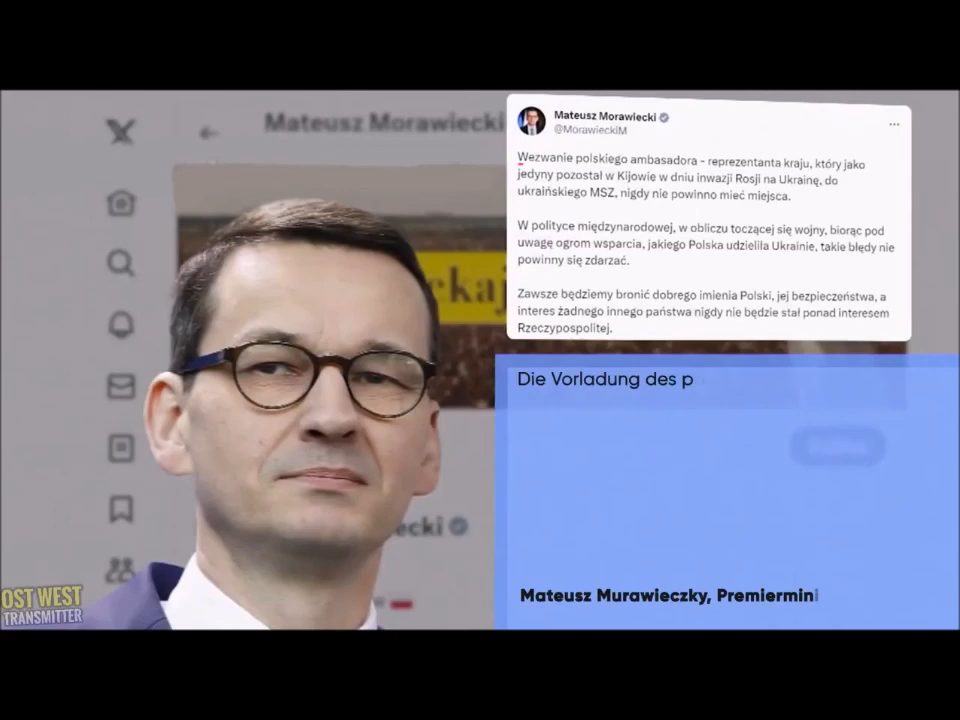 Mateusz Morawiecki
Mateusz Morawiecki
@MorawieckiM
Wezwanie polskiego ambasadora - reprezentanta kraju, który jako
jedyny pozostał w Kijowie w dniu inwazji Rosji na Ukrainę, do
ukraińskiego MSZ, nigdy nie powinno mieć miejsca.
W polityce międzynarodowej, w obliczu toczącej się wojny, biorąc pod
uwagę ogrom wsparcia, jakiego Polska udzieliła Ukrainie, takie błędy nie
powinny się zdarzać.
Zawsze będziemy bronić dobrego imienia Polski, jej bezpieczeństwa, a
interes żadnego innego państwa nigdy nie będzie stał ponad interesem
Rzeczypospolitej.
ekaj
Die Vorladung des p
ecki
Mateusz Murawieczky, Premiermini
OST WEST
TRANSMITTER